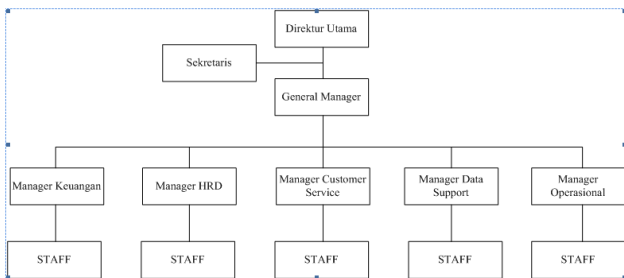 Direktur Utama
Sekretaris
General Manager
Manager Keuangan
Manager HRD
Manager Customer
Service
Manager Data
Support
Manager
Operasional
STAFF
STAFF
STAFF
STAFF
STAFF